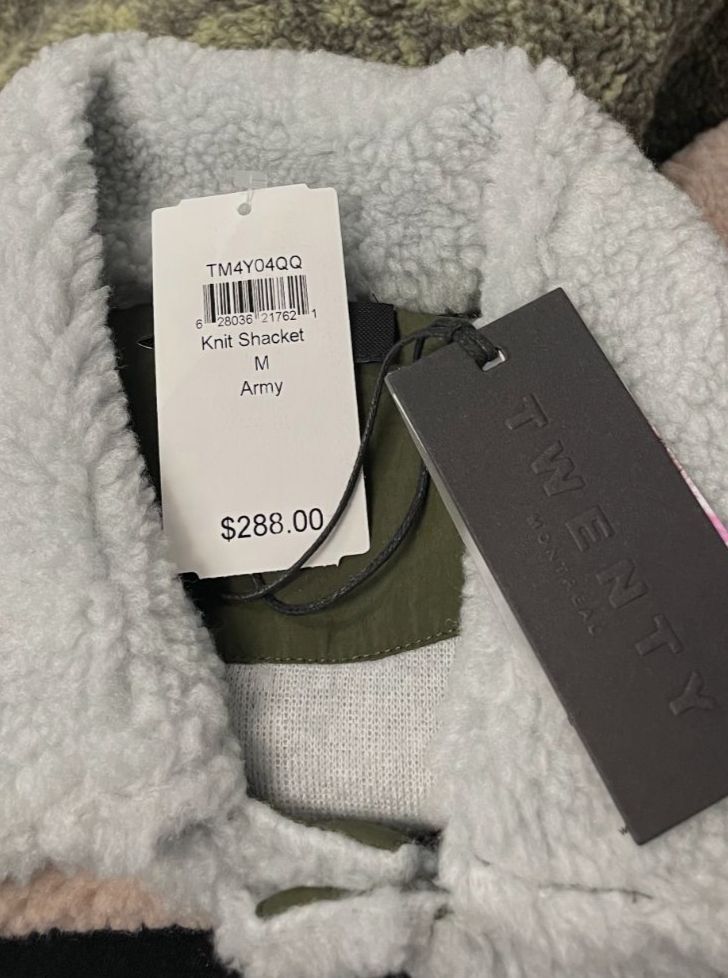 TM4Y04QQ
6 28036 21762 1
Knit Shacket
M
Army
$288.00
TWENTY
MONTREAL